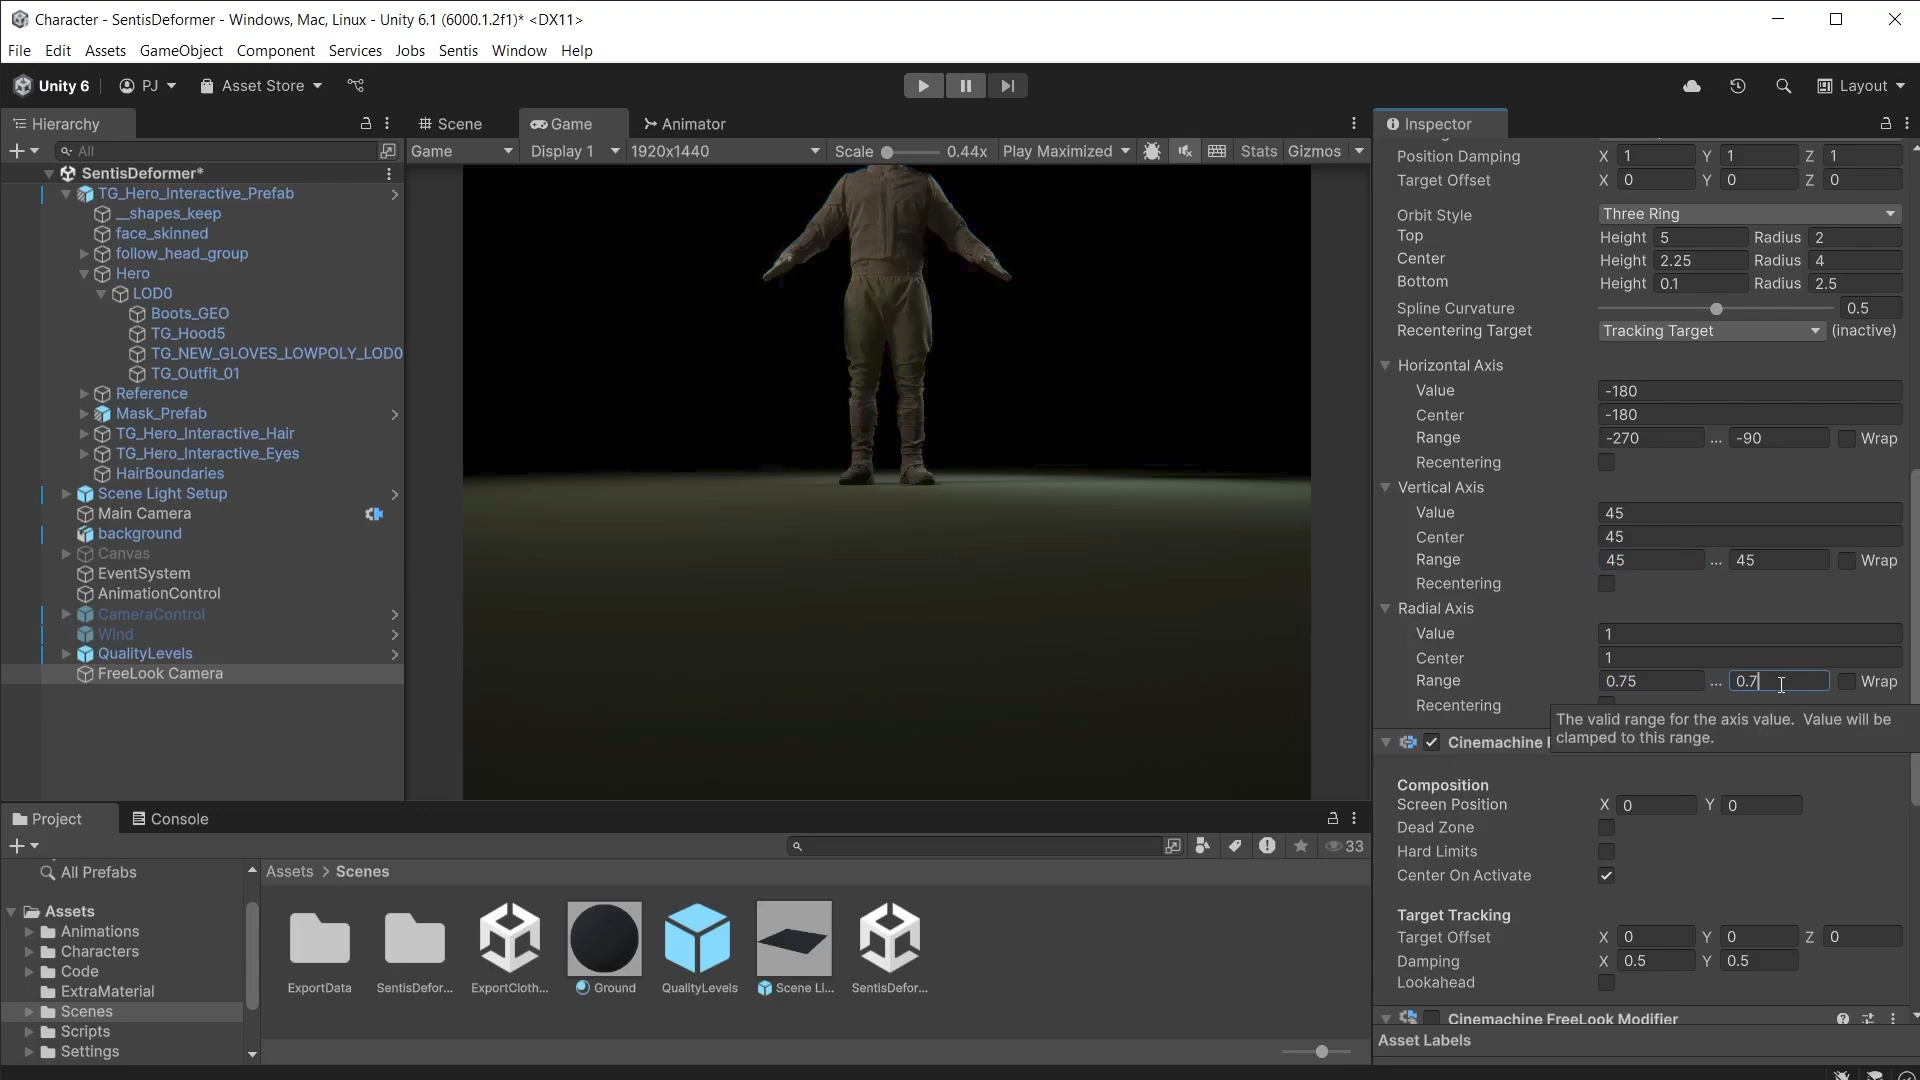 Character - SentisDeformer - Windows, Mac, Linux - Unity 6.1 (6000.1.2f1)* <DX11>
File Edit Assets GameObject Component Services Jobs Sentis Window Help
Unity 6 PJ Asset Store Layout
Hierarchy
All
SentisDeformer*
TG_Hero_Interactive_Prefab
__shapes_keep
face_skinned
follow_head_group
Hero
LOD0
Boots_GEO
TG_Hood5
TG_NEW_GLOVES_LOWPOLY_LOD0
TG_Outfit_01
Reference
Mask_Prefab
TG_Hero_Interactive_Hair
TG_Hero_Interactive_Eyes
HairBoundaries
Scene Light Setup
Main Camera
background
Canvas
EventSystem
AnimationControl
CameraControl
Wind
QualityLevels
FreeLook Camera
Scene Game Animator
Game Display 1 1920x1440 Scale 0.44x Play Maximized Stats Gizmos
Inspector
Position Damping X 1 Y 1 Z 1
Target Offset X 0 Y 0 Z 0
Orbit Style Three Ring
Top Height 5 Radius 2
Center Height 2.25 Radius 4
Bottom Height 0.1 Radius 2.5
Spline Curvature 0.5
Recentering Target Tracking Target (inactive)
Horizontal Axis
Value -180
Center -180
Range -270 ... -90 Wrap
Recentering
Vertical Axis
Value 45
Center 45
Range 45 ... 45 Wrap
Recentering
Radial Axis
Value 1
Center 1
Range 0.75 ... 0.7 Wrap
Recentering
The valid range for the axis value. Value will be
clamped to this range.
Cinemachine
Composition
Screen Position X 0 Y 0
Dead Zone
Hard Limits
Center On Activate
Target Tracking
Target Offset X 0 Y 0 Z 0
Damping X 0.5 Y 0.5
Lookahead
Cinemachine FreeLook Modifier
Asset Labels
Project Console
33
All Prefabs
Assets
Animations
Characters
Code
ExtraMaterial
Scenes
Scripts
Settings
Assets > Scenes
ExportData SentisDefor... ExportCloth... Ground QualityLevels Scene Li... SentisDefor...